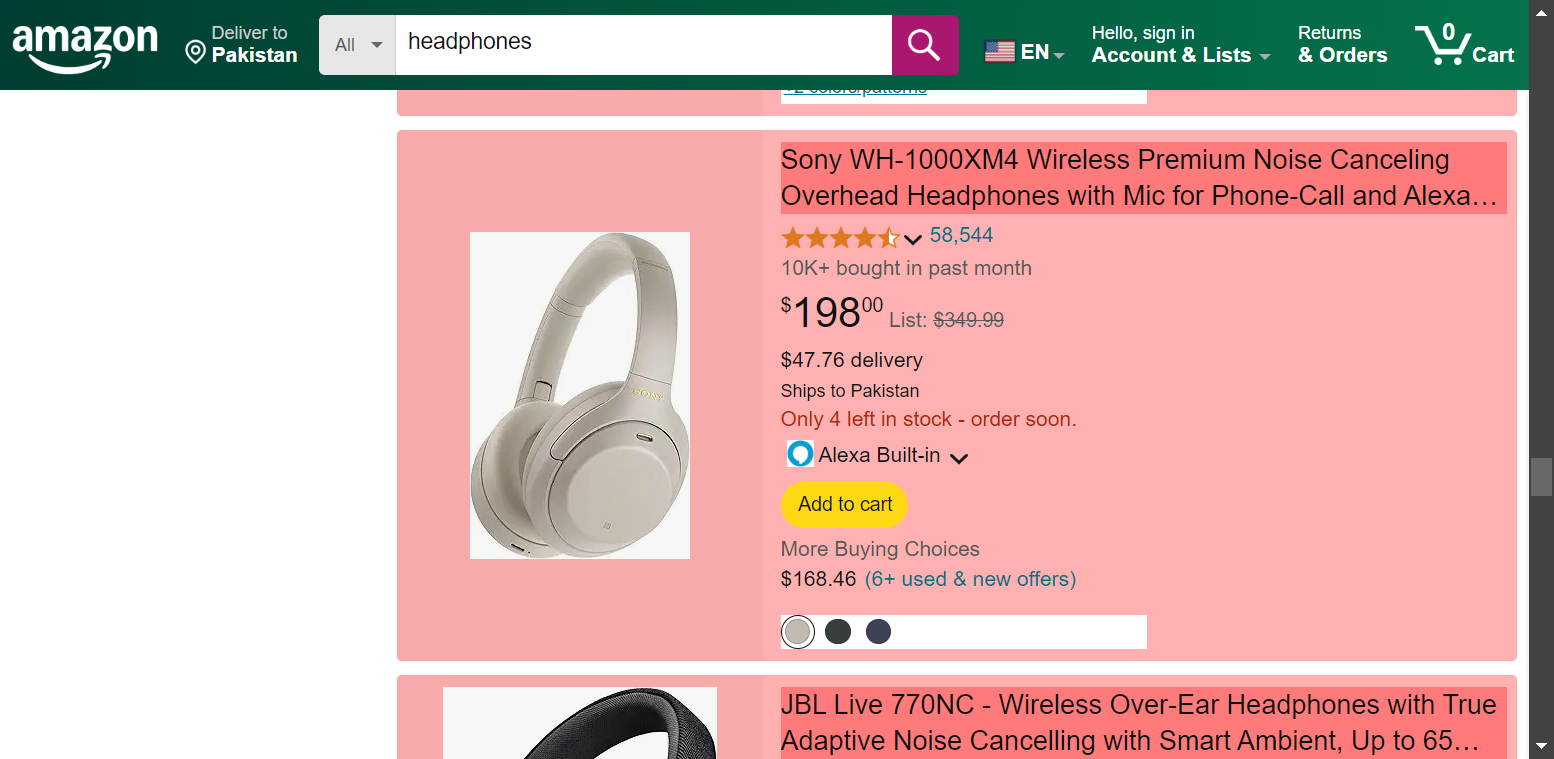 amazon
Deliver to
Pakistan
All
headphones
EN
Hello, sign in
Account & Lists
Returns
& Orders
0
Cart
+2 colors/patterns
Sony WH-1000XM4 Wireless Premium Noise Canceling
Overhead Headphones with Mic for Phone-Call and Alexa…
58,544
10K+ bought in past month
$198.00 List: $349.99
$47.76 delivery
Ships to Pakistan
Only 4 left in stock - order soon.
Alexa Built-in
Add to cart
More Buying Choices
$168.46 (6+ used & new offers)
SONY
JBL Live 770NC - Wireless Over-Ear Headphones with True
Adaptive Noise Cancelling with Smart Ambient, Up to 65…